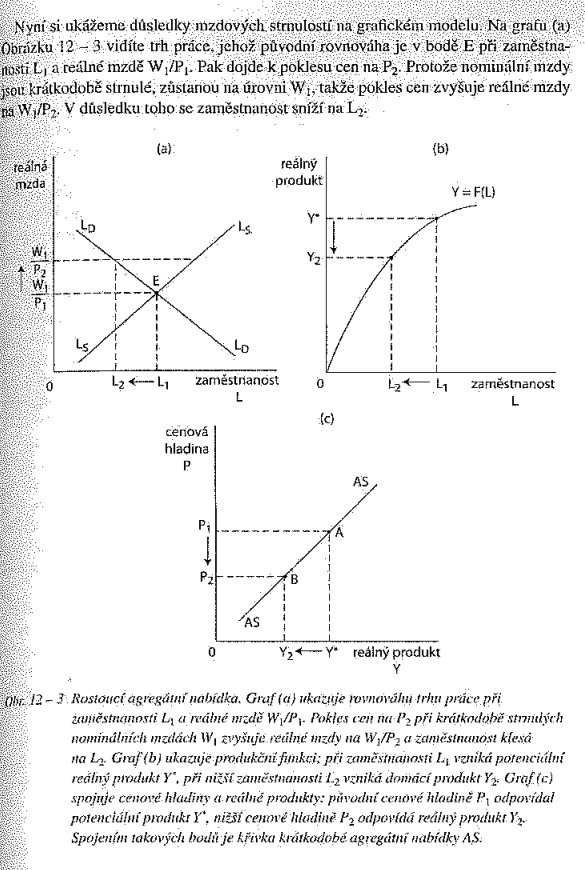 Nyní si ukážeme důsledky mzdových strnulostí na grafickém modelu. Na grafu (a)
Obrázku 12 – 3 vidíte trh práce, jehož původní rovnováha je v bodě E při zaměstna-
nosti L₁ a reálné mzdě W₁/P₁. Pak dojde k poklesu cen na P₂. Protože nominální mzdy
jsou krátkodobě strnulé, zůstanou na úrovni W₁, takže pokles cen zvyšuje reálné mzdy
na W₁/P₂. V důsledku toho se zaměstnanost sníží na L₂.
(a)
reálná
mzda
L_D
L_S
W₁
P₂
W₁
P₁
E
L_S
L_D
0
L₂ ← L₁
zaměstnanost
L
(b)
reálný
produkt
Y = F(L)
Y*
Y₂
0
L₂ ← L₁
zaměstnanost
L
(c)
cenová
hladina
P
AS
P₁
A
P₂
B
AS
0
Y₂ ← Y*
reálný produkt
Y
Obr. 12 – 3 Rostoucí agregátní nabídka. Graf (a) ukazuje rovnováhu trhu práce při
zaměstnanosti L₁ a reálné mzdě W₁/P₁. Pokles cen na P₂ při krátkodobě strnulých
nominálních mzdách W₁ zvyšuje reálné mzdy na W₁/P₂ a zaměstnanost klesá
na L₂. Graf (b) ukazuje produkční funkci; při zaměstnanosti L₁ vzniká potenciální
reálný produkt Y*, při nižší zaměstnanosti L₂ vzniká domácí produkt Y₂. Graf (c)
spojuje cenové hladiny a reálné produkty: původní cenové hladině P₁ odpovídal
potenciální produkt Y*, nižší cenové hladině P₂ odpovídá reálný produkt Y₂.
Spojením takových bodů je křivka krátkodobé agregátní nabídky AS.